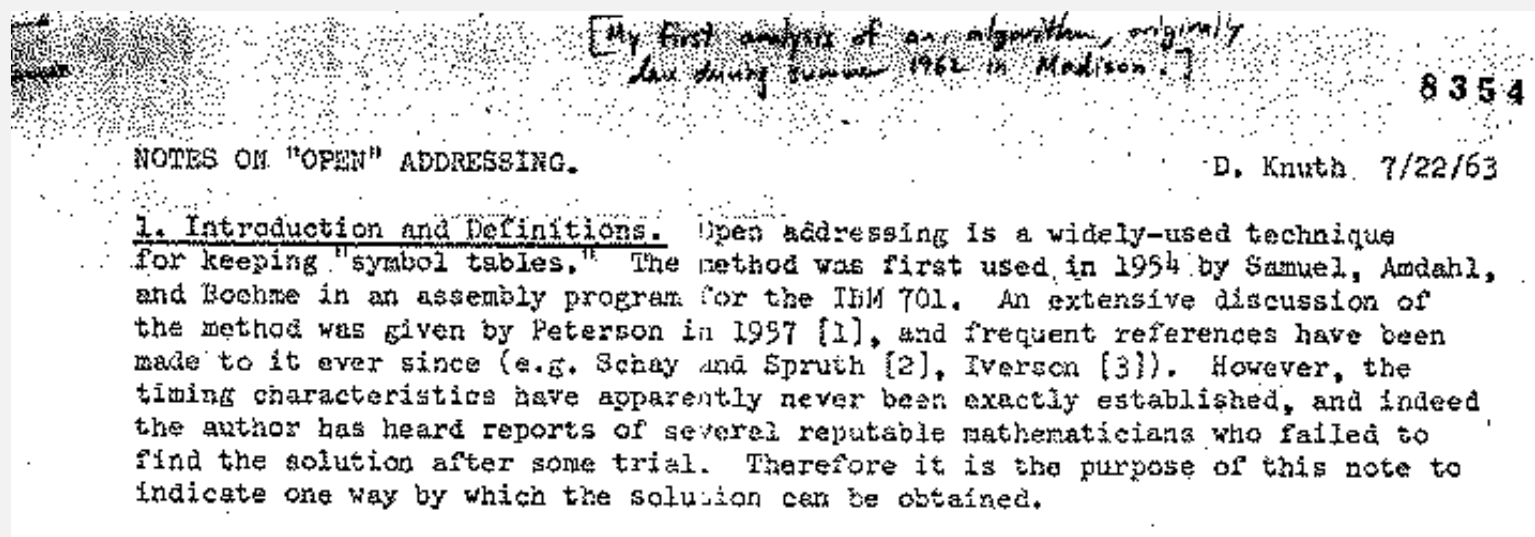 [My first analysis of an algorithm, originally
done during summer 1962 in Madison.]
8354
NOTES ON "OPEN" ADDRESSING.
D. Knuth 7/22/63
1. Introduction and Definitions. Open addressing is a widely-used technique
for keeping "symbol tables." The method was first used in 1954 by Samuel, Amdahl,
and Boehme in an assembly program for the IBM 701. An extensive discussion of
the method was given by Peterson in 1957 [1], and frequent references have been
made to it ever since (e.g. Schay and Spruth [2], Iverson [3]). However, the
timing characteristics have apparently never been exactly established, and indeed
the author has heard reports of several reputable mathematicians who failed to
find the solution after some trial. Therefore it is the purpose of this note to
indicate one way by which the solution can be obtained.